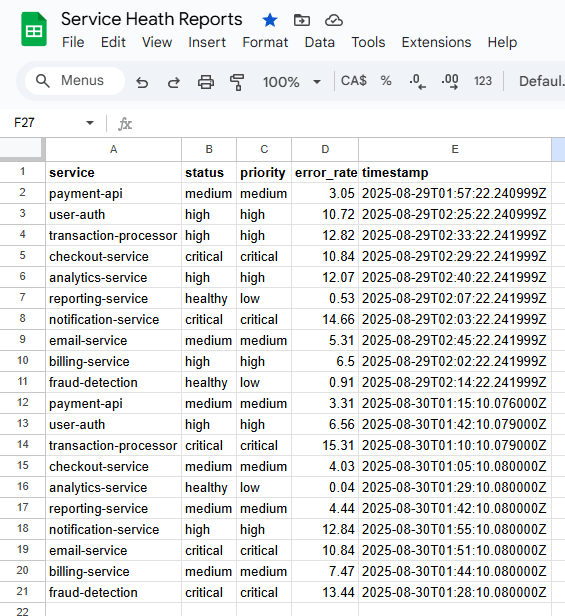 Service Heath Reports
File Edit View Insert Format Data Tools Extensions Help
Menus 100% CA$ % .0 .00 123 Defaul.
F27 fx
A B C D E
1 service status priority error_rate timestamp
2 payment-api medium medium 3.05 2025-08-29T01:57:22.240999Z
3 user-auth high high 10.72 2025-08-29T02:25:22.240999Z
4 transaction-processor high high 12.82 2025-08-29T02:33:22.241999Z
5 checkout-service critical critical 10.84 2025-08-29T02:29:22.241999Z
6 analytics-service high high 12.07 2025-08-29T02:40:22.241999Z
7 reporting-service healthy low 0.53 2025-08-29T02:07:22.241999Z
8 notification-service critical critical 14.66 2025-08-29T02:03:22.241999Z
9 email-service medium medium 5.31 2025-08-29T02:45:22.241999Z
10 billing-service high high 6.5 2025-08-29T02:02:22.241999Z
11 fraud-detection healthy low 0.91 2025-08-29T02:14:22.241999Z
12 payment-api medium medium 3.31 2025-08-30T01:15:10.076000Z
13 user-auth high high 6.56 2025-08-30T01:42:10.079000Z
14 transaction-processor critical critical 15.31 2025-08-30T01:10:10.079000Z
15 checkout-service medium medium 4.03 2025-08-30T01:05:10.080000Z
16 analytics-service healthy low 0.04 2025-08-30T01:29:10.080000Z
17 reporting-service medium medium 4.44 2025-08-30T01:42:10.080000Z
18 notification-service high high 12.84 2025-08-30T01:55:10.080000Z
19 email-service critical critical 10.84 2025-08-30T01:51:10.080000Z
20 billing-service medium medium 7.47 2025-08-30T01:44:10.080000Z
21 fraud-detection critical critical 13.44 2025-08-30T01:28:10.080000Z
22